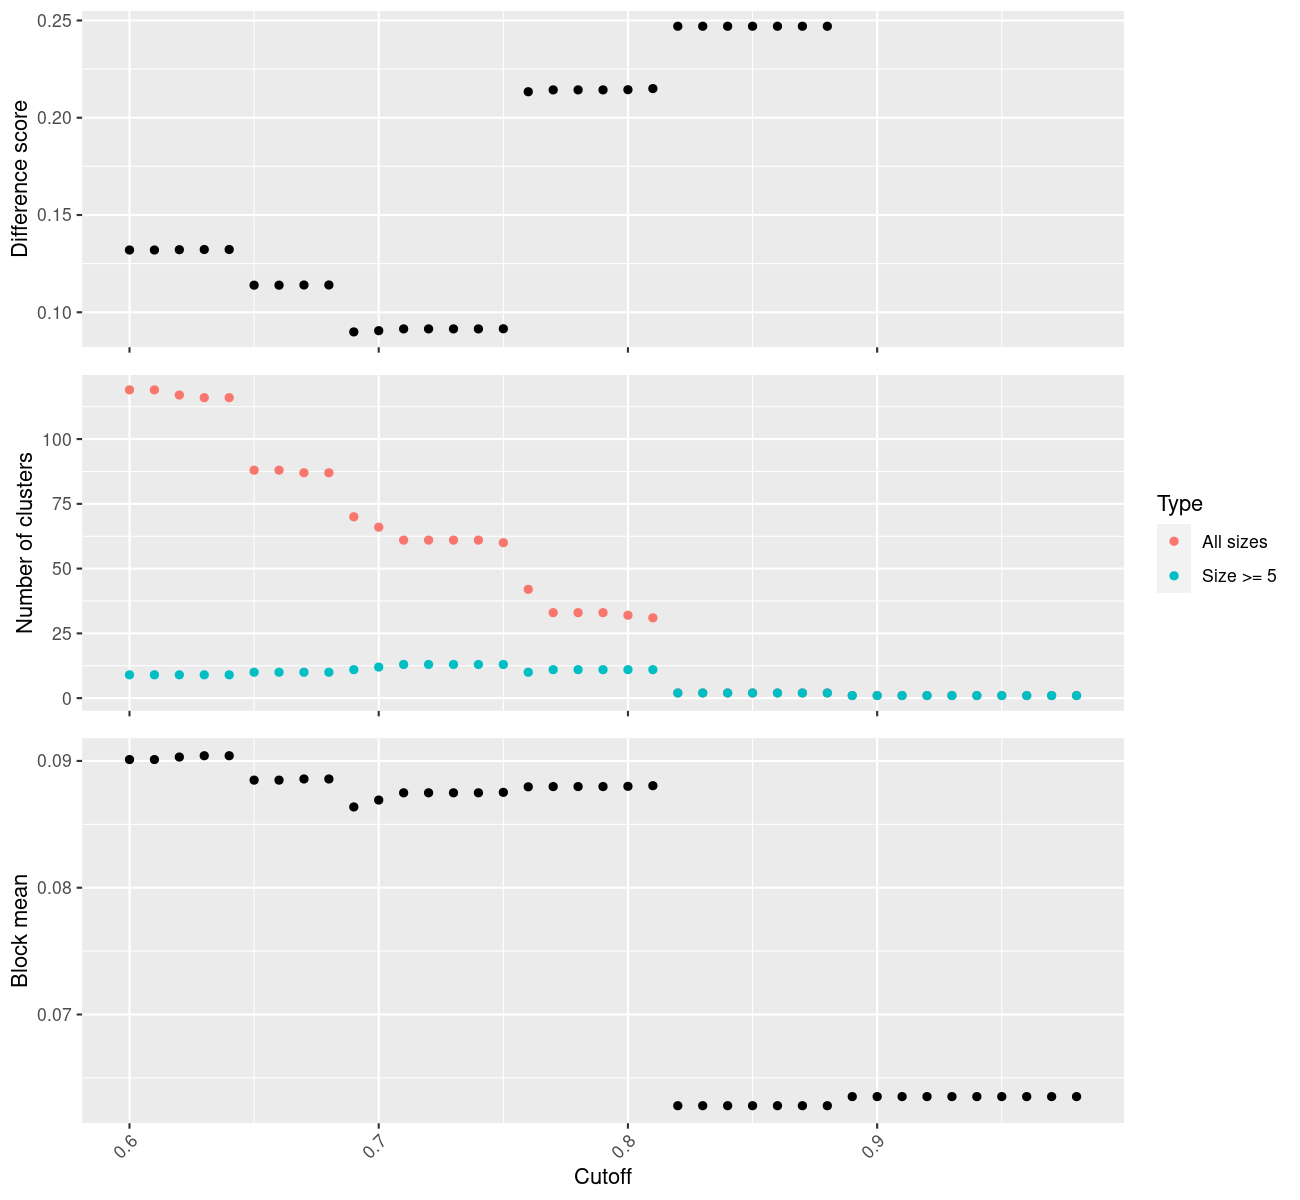 Difference score
0.25
0.20
0.15
0.10
Number of clusters
100
75
50
25
0
Type
All sizes
Size >= 5
Block mean
0.09
0.08
0.07
0.6
0.7
0.8
0.9
Cutoff